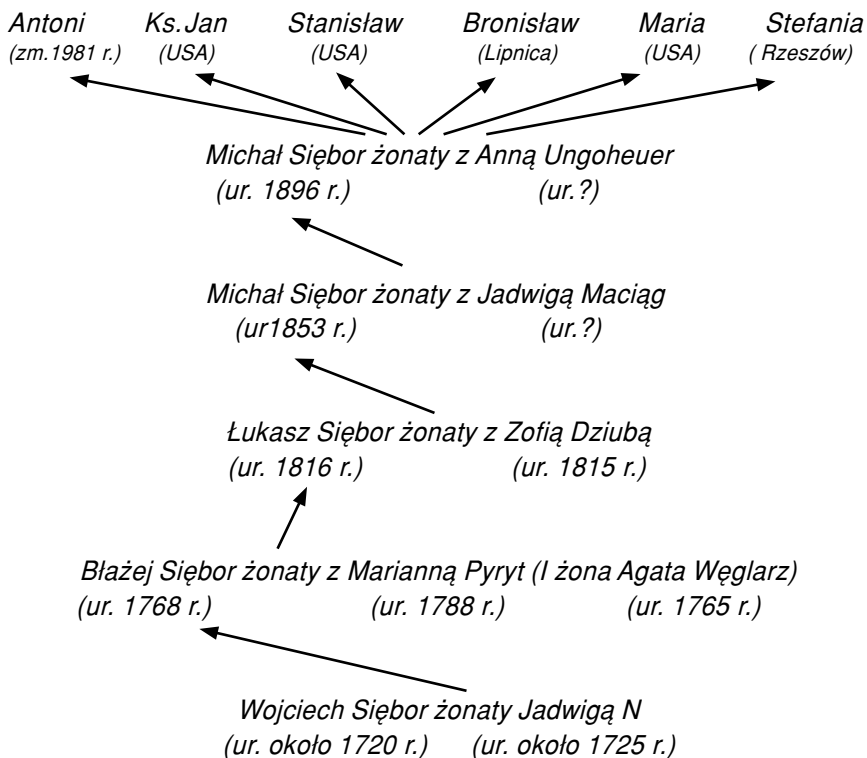 Antoni Ks.Jan Stanisław Bronisław Maria Stefania
(zm.1981 r.) (USA) (USA) (Lipnica) (USA) ( Rzeszów)
Michał Siębor żonaty z Anną Ungoheuer
(ur. 1896 r.) (ur.?)
Michał Siębor żonaty z Jadwigą Maciąg
(ur1853 r.) (ur.?)
Łukasz Siębor żonaty z Zofią Dziubą
(ur. 1816 r.) (ur. 1815 r.)
Błażej Siębor żonaty z Marianną Pyryt (I żona Agata Węglarz)
(ur. 1768 r.) (ur. 1788 r.) (ur. 1765 r.)
Wojciech Siębor żonaty Jadwigą N
(ur. około 1720 r.) (ur. około 1725 r.)